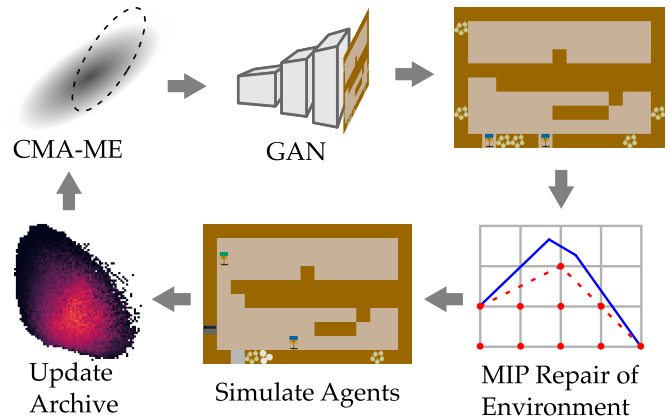 CMA-ME
GAN
Update
Archive
Simulate Agents
MIP Repair of
Environment